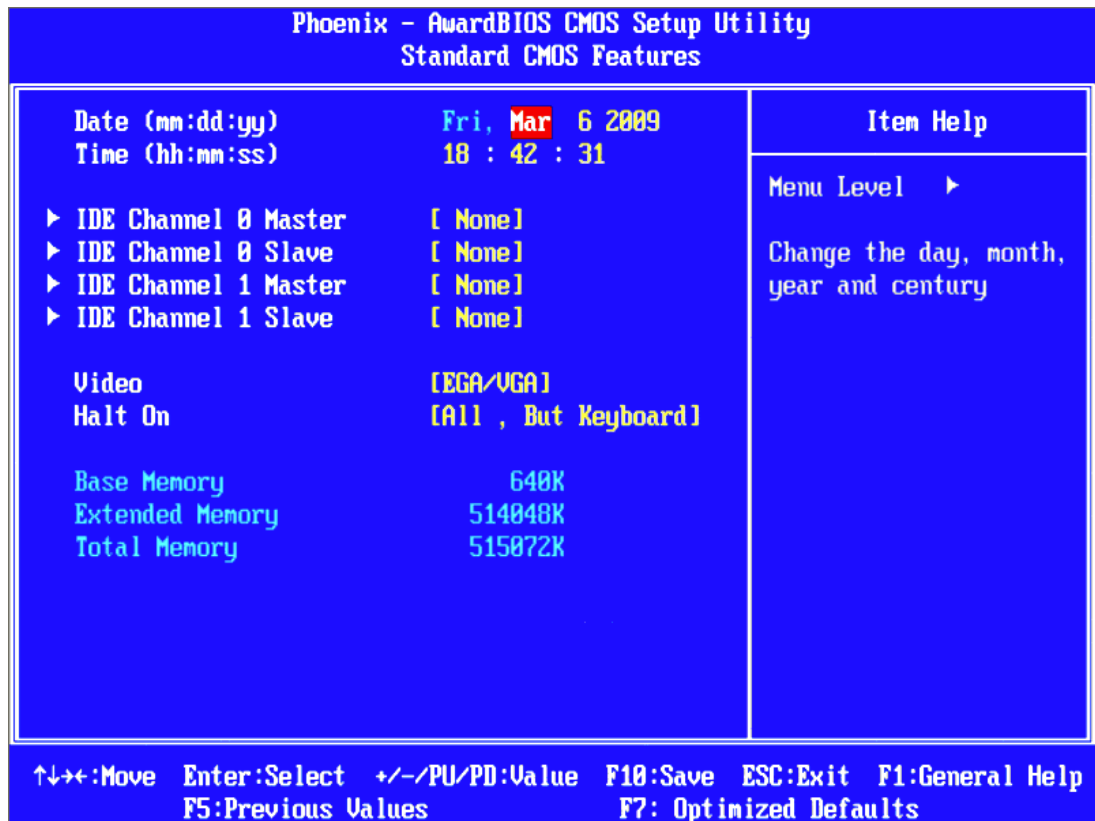 Phoenix - AwardBIOS CMOS Setup Utility
Standard CMOS Features
Date (mm:dd:yy) Fri, Mar 6 2009
Time (hh:mm:ss) 18 : 42 : 31
► IDE Channel 0 Master [ None]
► IDE Channel 0 Slave [ None]
► IDE Channel 1 Master [ None]
► IDE Channel 1 Slave [ None]
Video [EGA/VGA]
Halt On [All , But Keyboard]
Base Memory 640K
Extended Memory 514048K
Total Memory 515072K
Item Help
Menu Level ►
Change the day, month,
year and century
↑↓→←:Move Enter:Select +/-/PU/PD:Value F10:Save ESC:Exit F1:General Help
F5:Previous Values F7: Optimized Defaults